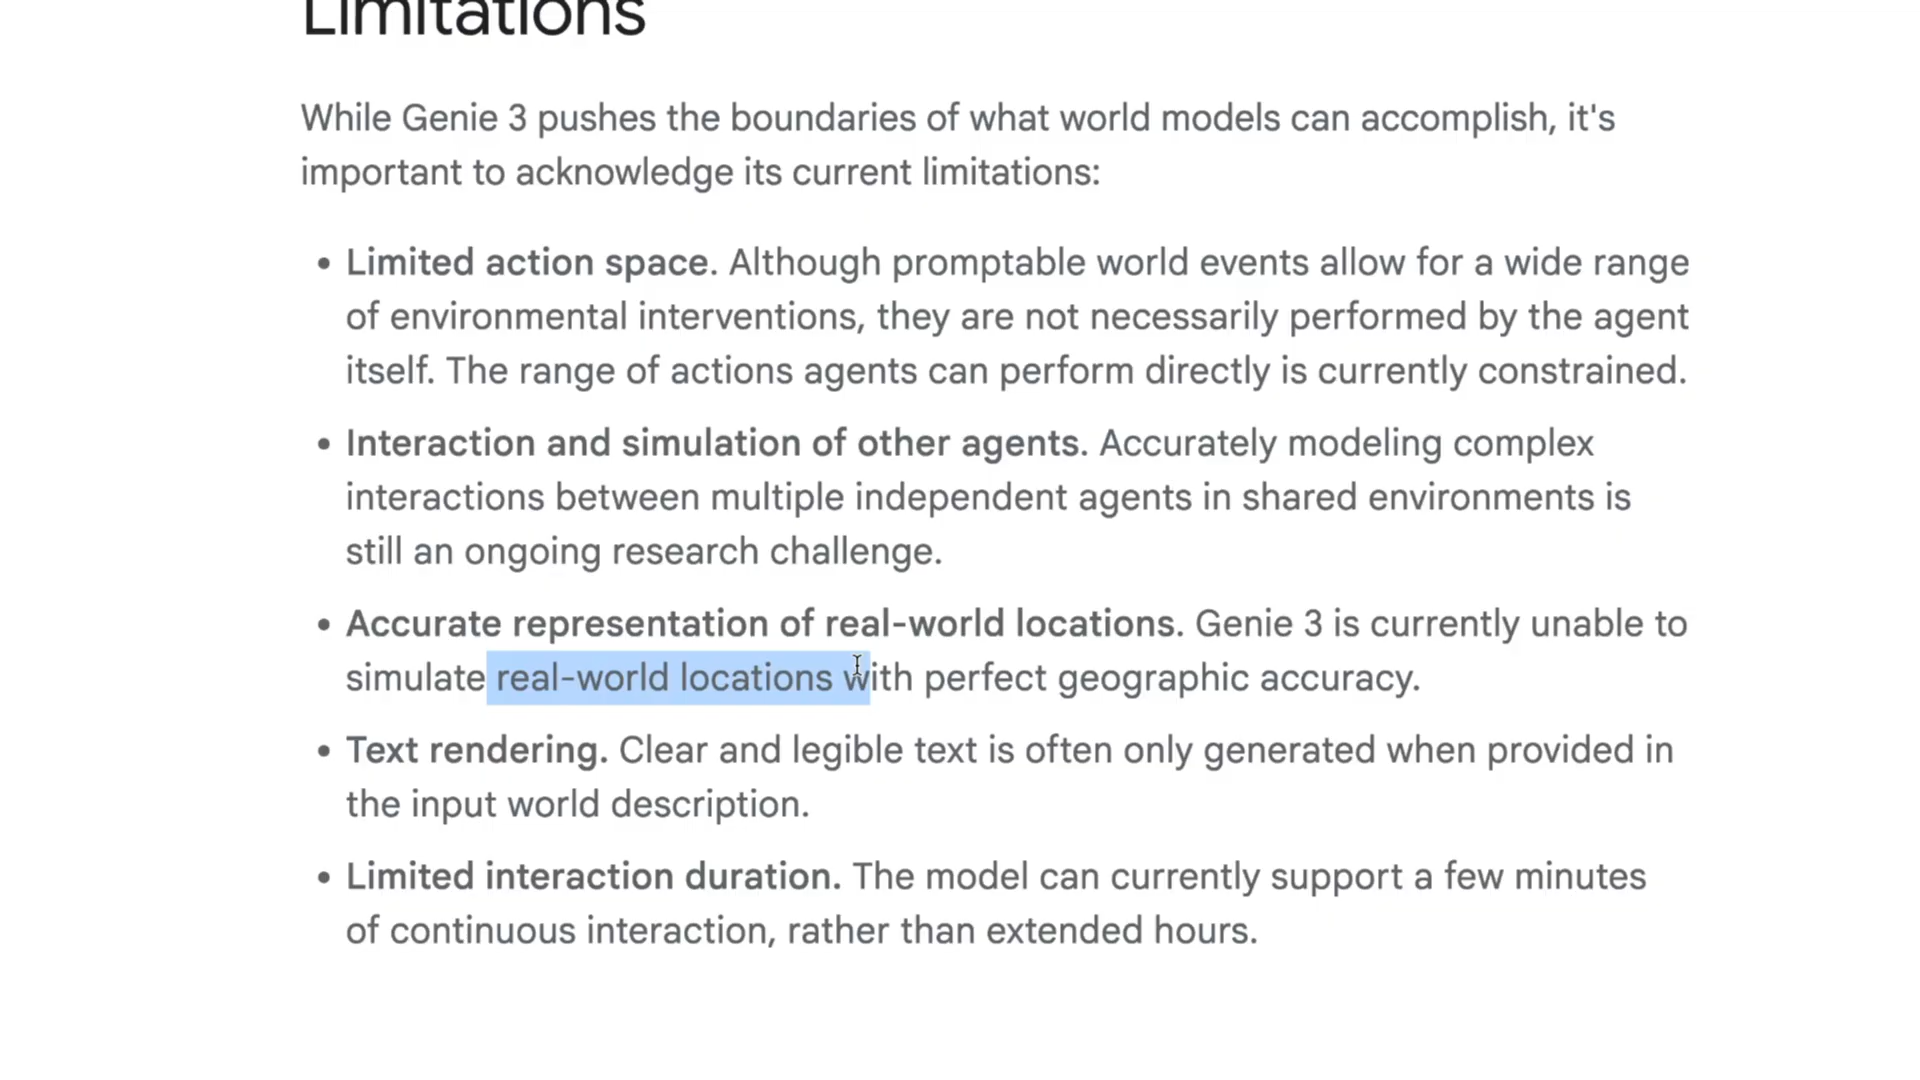 Limitations
While Genie 3 pushes the boundaries of what world models can accomplish, it's
important to acknowledge its current limitations:
• Limited action space. Although promptable world events allow for a wide range
of environmental interventions, they are not necessarily performed by the agent
itself. The range of actions agents can perform directly is currently constrained.
• Interaction and simulation of other agents. Accurately modeling complex
interactions between multiple independent agents in shared environments is
still an ongoing research challenge.
• Accurate representation of real-world locations. Genie 3 is currently unable to
simulate real-world locations with perfect geographic accuracy.
• Text rendering. Clear and legible text is often only generated when provided in
the input world description.
• Limited interaction duration. The model can currently support a few minutes
of continuous interaction, rather than extended hours.